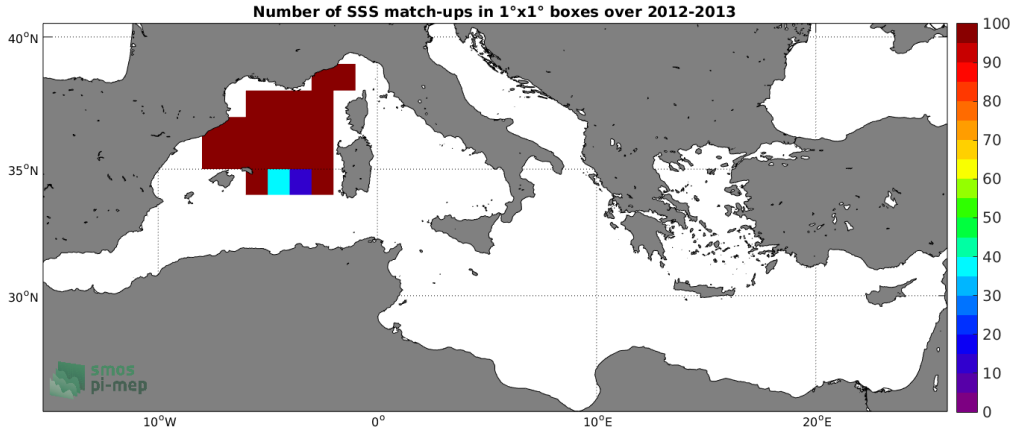 Number of SSS match-ups in 1°x1° boxes over 2012-2013
40°N
35°N
30°N
10°W
0°
10°E
20°E
100
90
80
70
60
50
40
30
20
10
0
smos
pi-mep